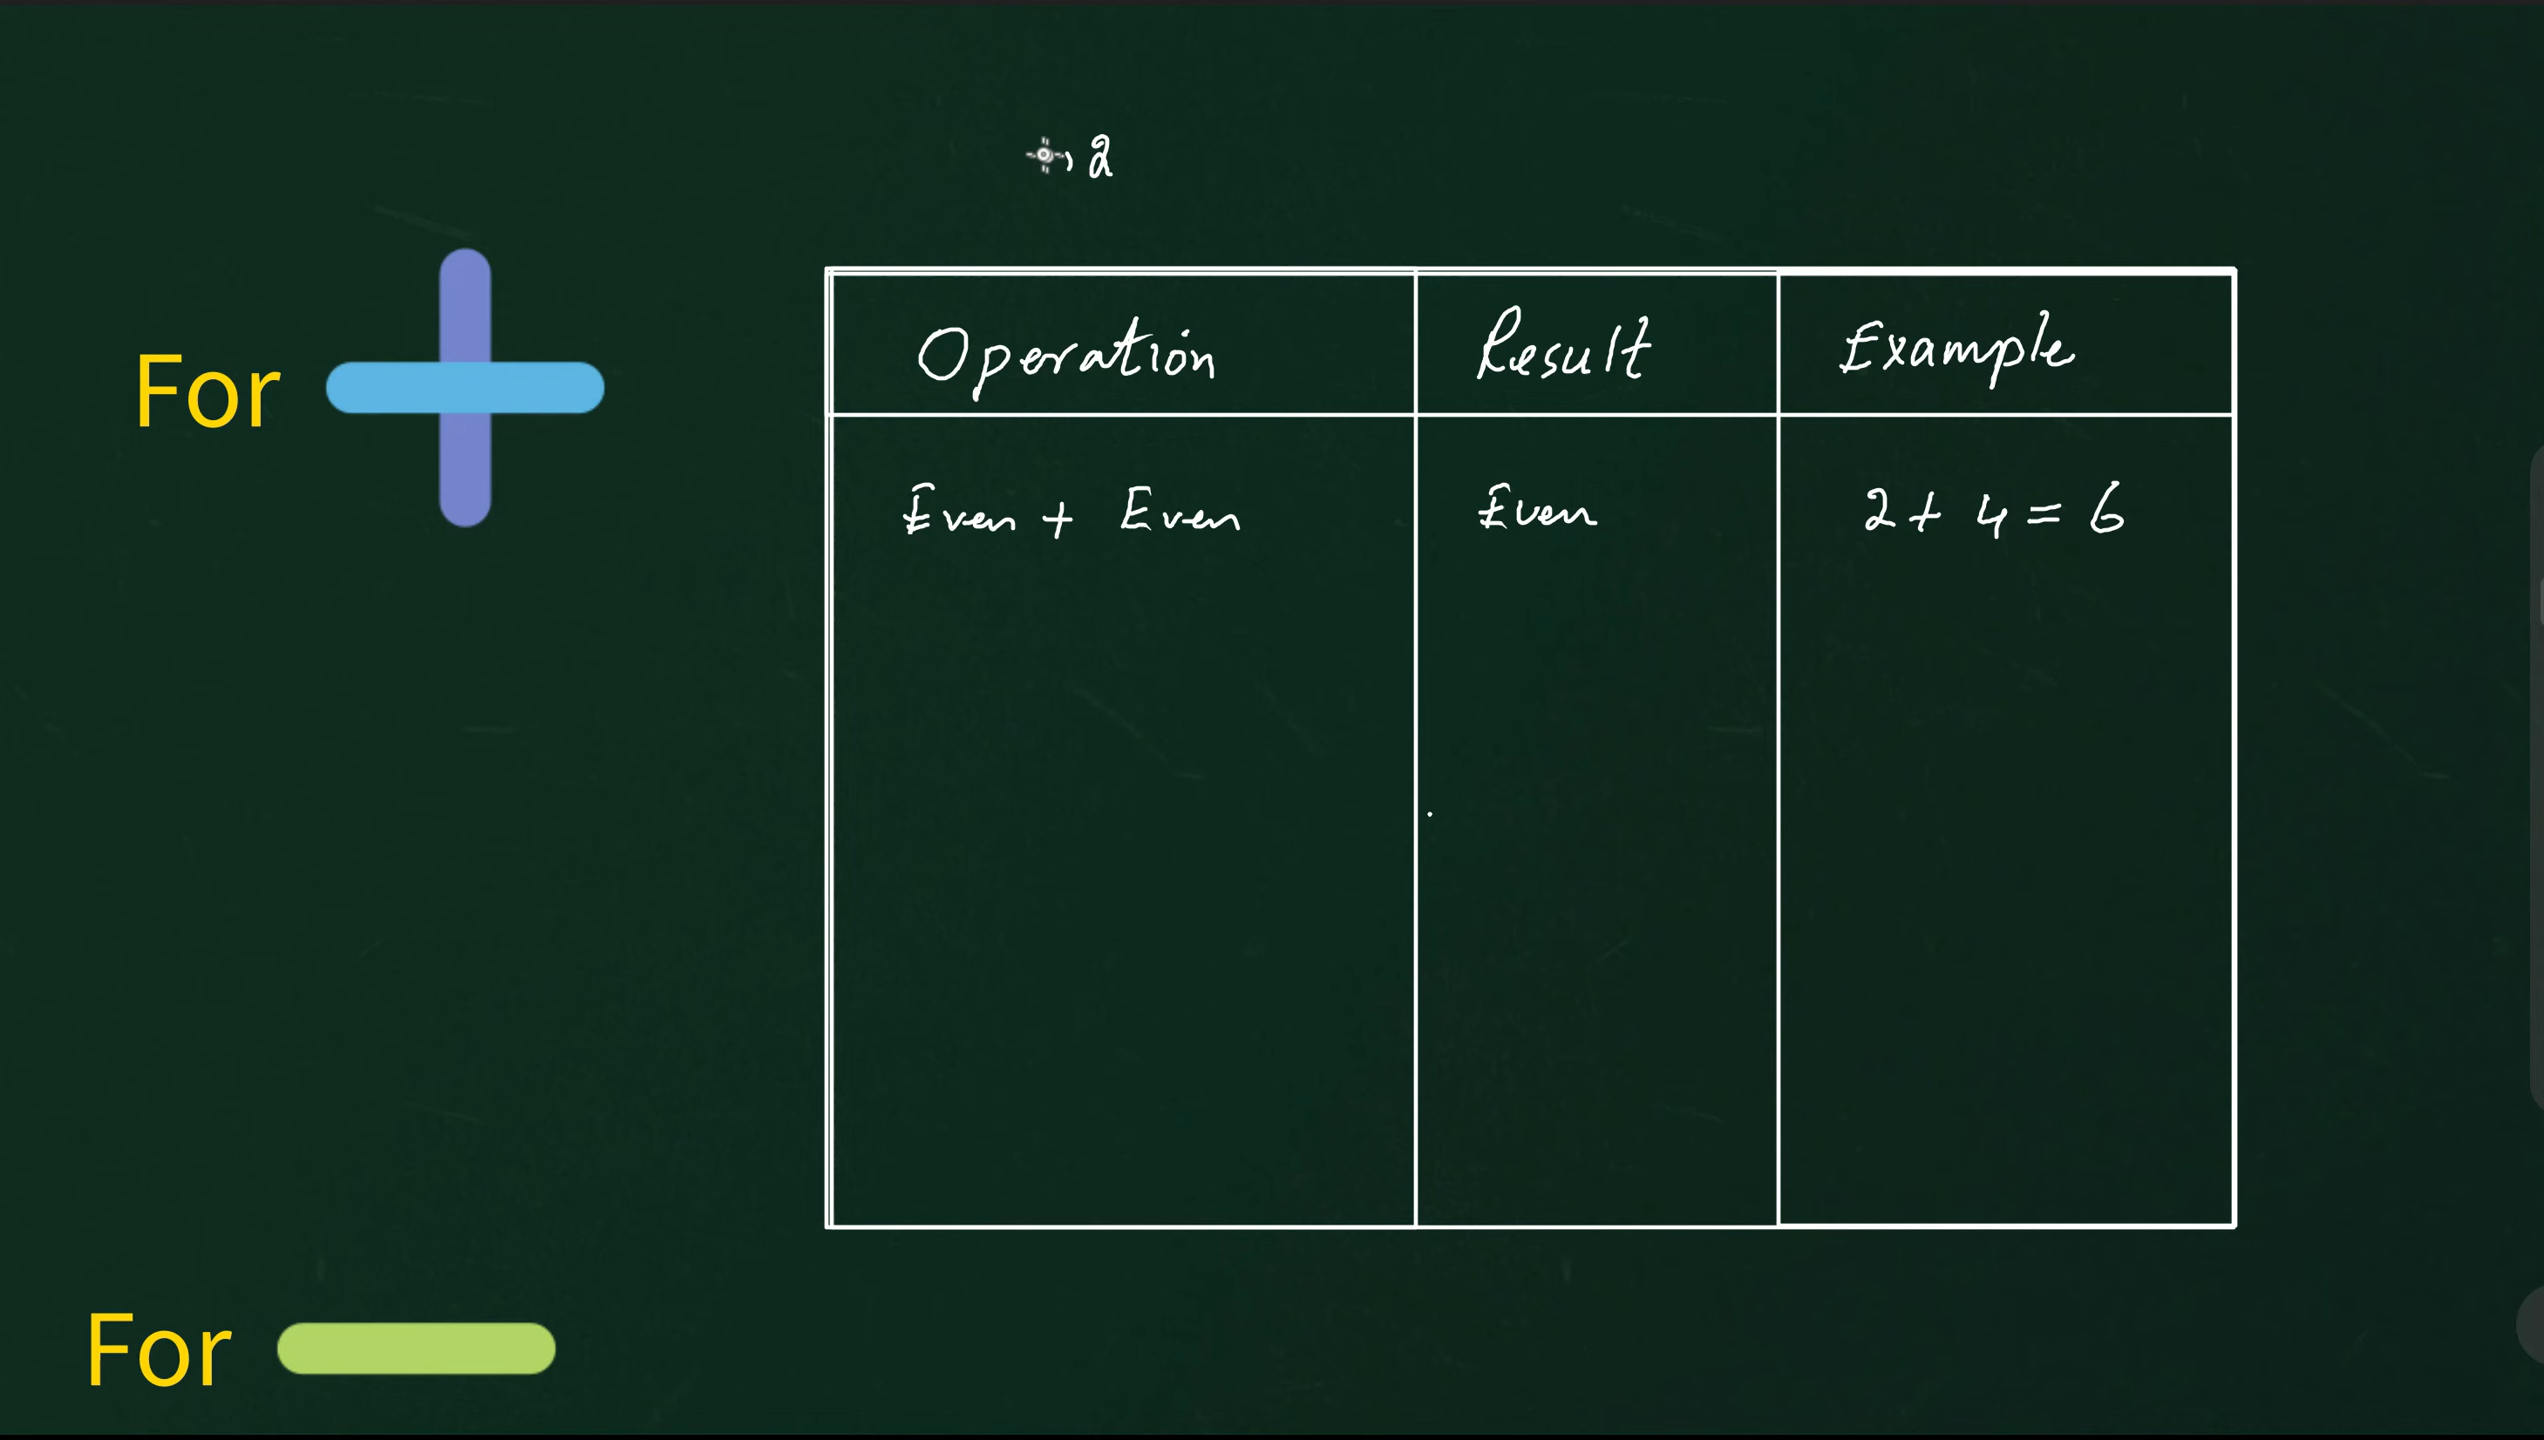 , 2
For +
Operation Result Example
Even + Even Even 2 + 4 = 6
For −